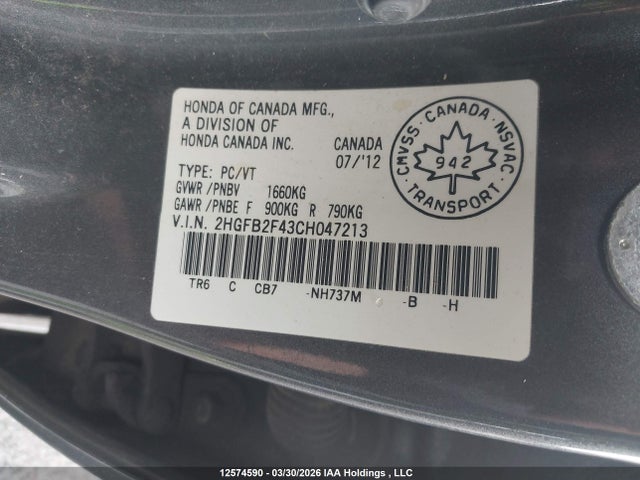 HONDA OF CANADA MFG.,
A DIVISION OF
HONDA CANADA INC. CANADA
07/'12
TYPE: PC/VT
GVWR/PNBV 1660KG
GAWR/PNBE F 900KG R 790KG
V.I.N. 2HGFB2F43CH047213
TR6 C CB7 -NH737M -B -H
CMVSS · CANADA · NSVAC
942
TRANSPORT
12574590 - 03/30/2026 IAA Holdings , LLC